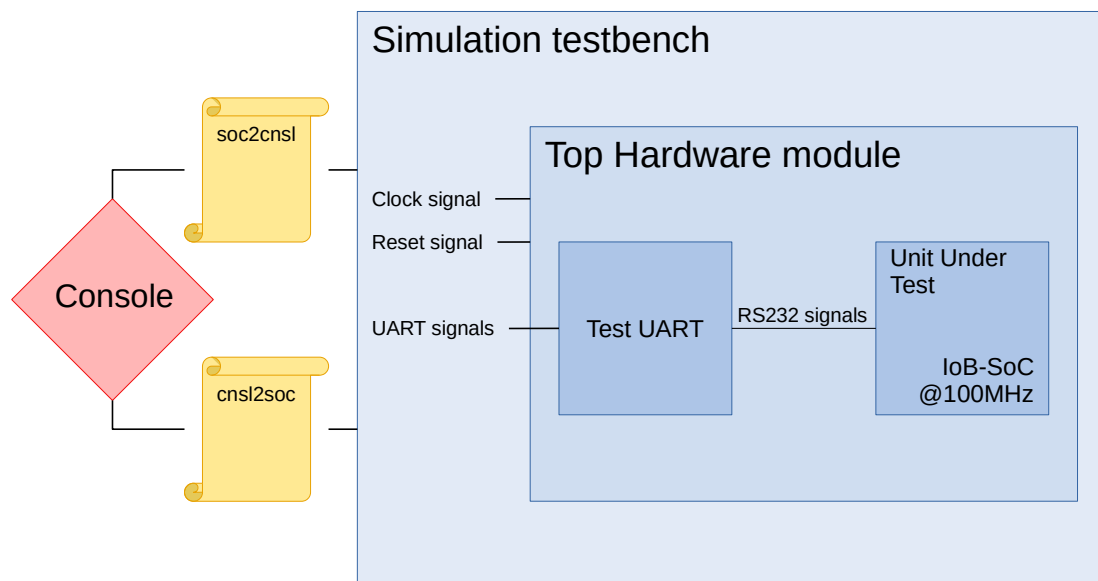 Simulation testbench
soc2cnsl
Top Hardware module
Clock signal
Reset signal
Unit Under
Test
Console
UART signals
Test UART
RS232 signals
IoB-SoC
@100MHz
cnsl2soc